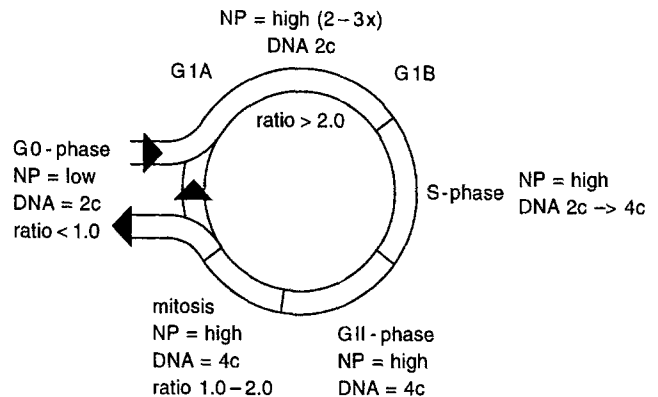 NP = high (2-3x)
DNA 2c
G1A
G1B
ratio > 2.0
G0-phase
NP = low
DNA = 2c
ratio < 1.0
S-phase
NP = high
DNA 2c -> 4c
mitosis
NP = high
DNA = 4c
ratio 1.0-2.0
GII-phase
NP = high
DNA = 4c